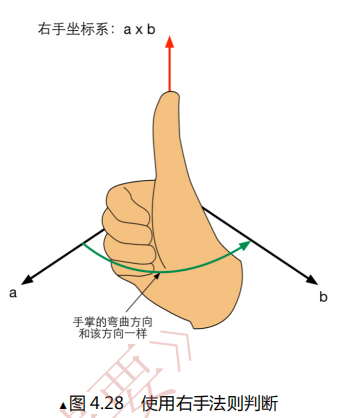 右手坐标系：a x b
a
b
手掌的弯曲方向
和该方向一样
要》
▲图 4.28 使用右手法则判断